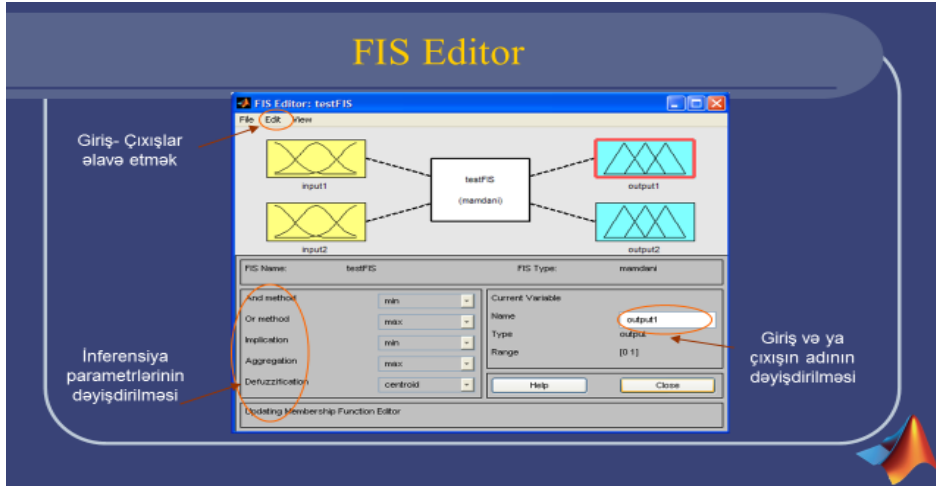 FIS Editor
FIS Editor: testFIS
File Edit View
Giriş- Çıxışlar
əlavə etmək
input1
testFIS
(mamdani)
output1
input2
output2
FIS Name: testFIS FIS Type: mamdani
And method min
Or method max
Implication min
Aggregation max
Defuzzification centroid
Current Variable
Name output1
Type output
Range [0 1]
Help Close
Updating Membership Function Editor
İnferensiya
parametrlərinin
dəyişdirilməsi
Giriş və ya
çıxışın adının
dəyişdirilməsi